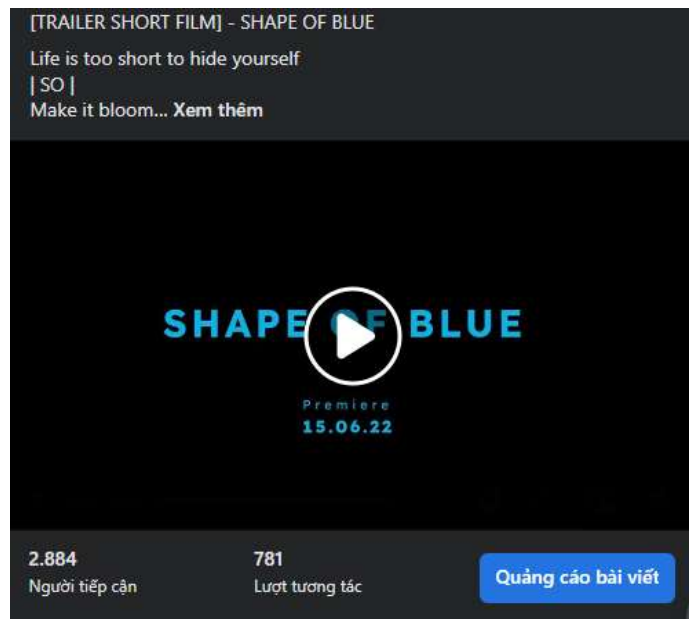 [TRAILER SHORT FILM] - SHAPE OF BLUE
Life is too short to hide yourself
| SO |
Make it bloom... Xem thêm
SHAPE OF BLUE
Premiere
15.06.22
2.884
Người tiếp cận
781
Lượt tương tác
Quảng cáo bài viết